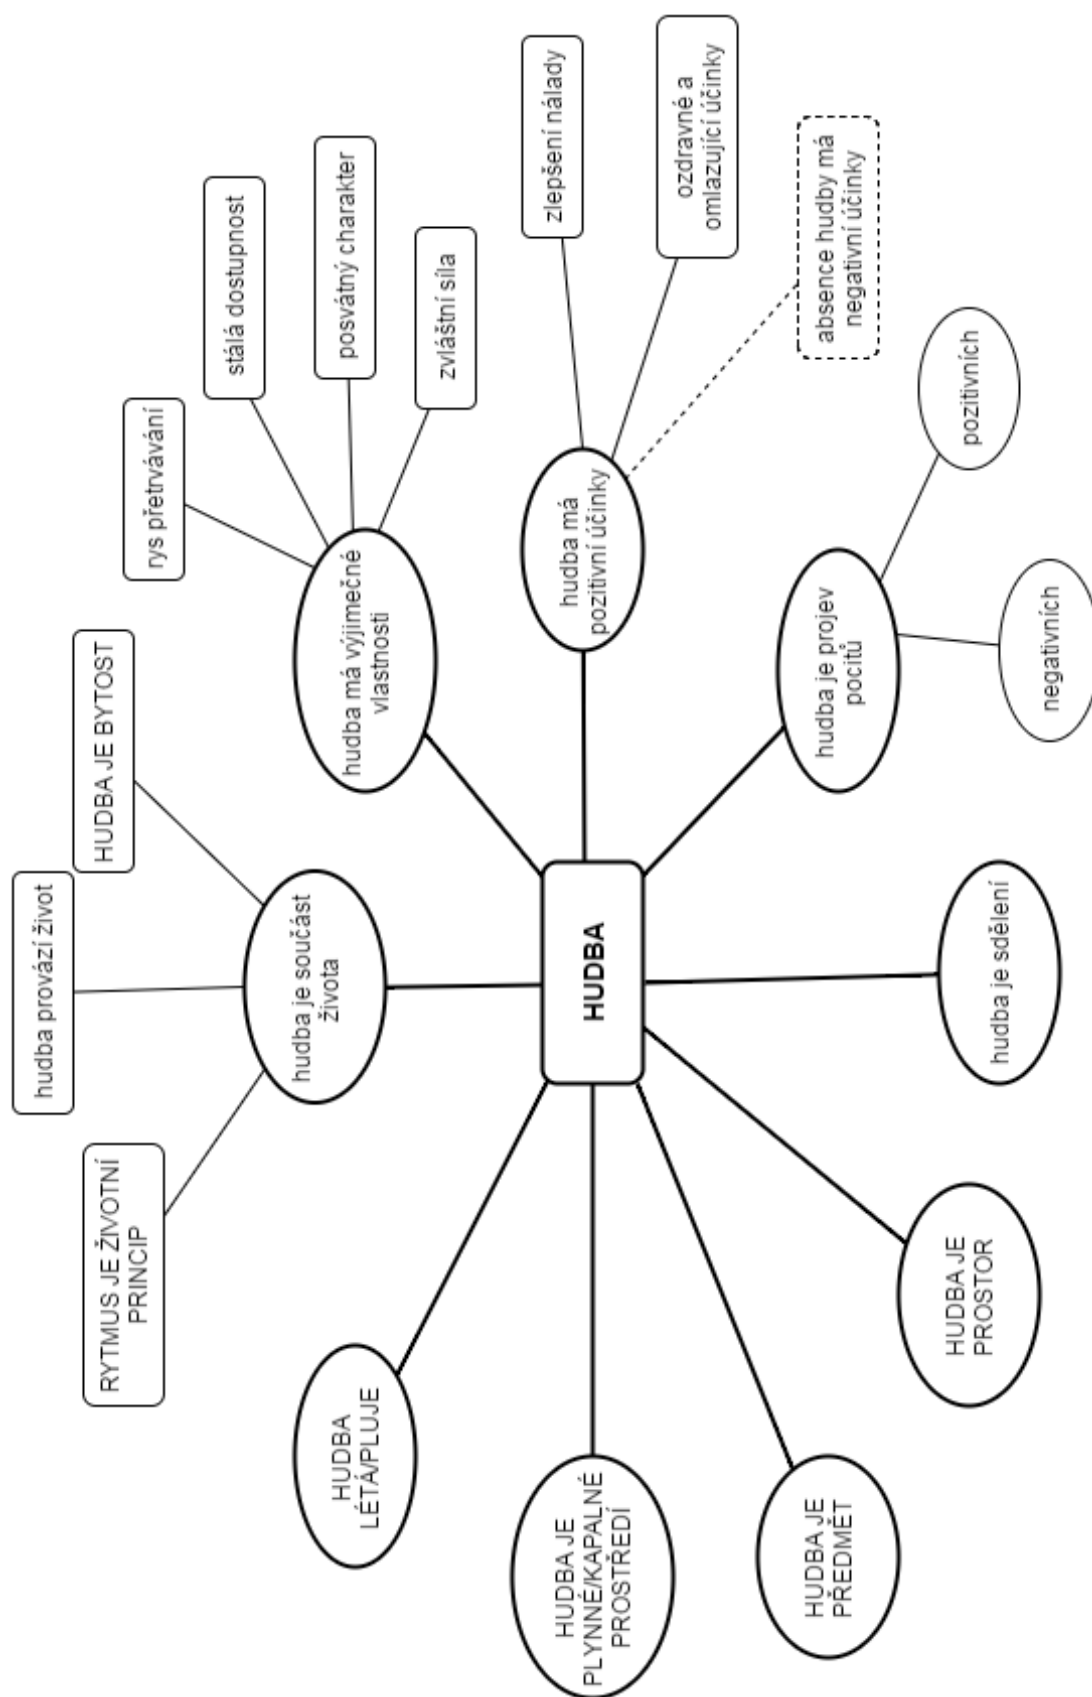 hudba provází život
HUDBA JE BYTOST
RYTMUS JE ŽIVOTNÍ
PRINCIP
rys přetrvávání
stálá dostupnost
posvátný charakter
zvláštní síla
hudba je součást
života
hudba má výjimečné
vlastnosti
HUDBA
LÉTÁ/PLUJE
zlepšení nálady
ozdravné a
omlazující účinky
absence hudby má
negativní účinky
hudba má
pozitivní účinky
HUDBA
HUDBA JE
PLYNNÉ/KAPALNÉ
PROSTŘEDÍ
HUDBA JE
PŘEDMĚT
HUDBA JE
PROSTOR
hudba je sdělení
hudba je projev
pocitů
pozitivních
negativních